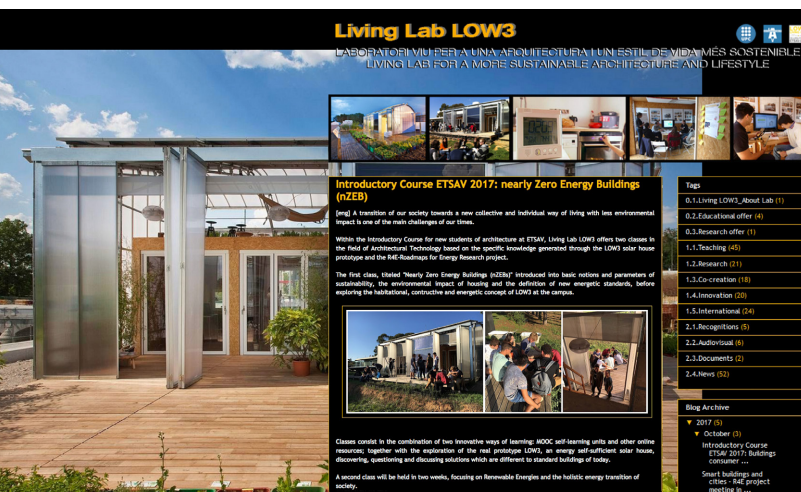 Living Lab LOW3
LABORATORI VIU PER A UNA ARQUITECTURA I UN ESTIL DE VIDA MÉS SOSTENIBLE
LIVING LAB FOR A MORE SUSTAINABLE ARCHITECTURE AND LIFESTYLE
Introductory Course ETSAV 2017: nearly Zero Energy Buildings
(nZEB)
[eng] A transition of our society towards a new collective and individual way of living with less environmental
impact is one of the main challenges of our times.
Within the Introductory Course for new students of architecture at ETSAV, Living Lab LOW3 offers two classes in
the field of Architectural Technology based on the specific knowledge generated through the LOW3 solar house
prototype and the R4E-Roadmaps for Energy Research project.
The first class, titeled "Nearly Zero Energy Buildings (nZEBs)" introduced into basic notions and parameters of
sustainability, the environmental impact of housing and the definition of new energetic standards, before
exploring the habitational, contructive and energetic concept of LOW3 at the campus.
Classes consist in the combination of two innovative ways of learning: MOOC self-learning units and other online
resources; together with the exploration of the real prototype LOW3, an energy self-sufficient solar house,
discovering, questioning and discussing solutions which are different to standard buildings of today.
A second class will be held in two weeks, focusing on Renewable Energies and the holistic energy transition of
society.
Tags
0.1.Living LOW3_About Lab (1)
0.2.Educational offer (4)
0.3.Research offer (1)
1.1.Teaching (45)
1.2.Research (21)
1.3.Co-creation (18)
1.4.Innovation (20)
1.5.International (24)
2.1.Recognitions (5)
2.2.Audiovisual (6)
2.3.Documents (2)
2.4.News (52)
Blog Archive
▼ 2017 (5)
▼ October (3)
Introductory Course
ETSAV 2017: Buildings
consumer ...
Smart buildings and
cities - R4E project
meeting in ...